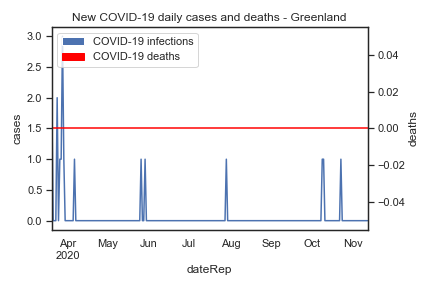 New COVID-19 daily cases and deaths - Greenland
COVID-19 infections
COVID-19 deaths
3.0
2.5
2.0
1.5
1.0
0.5
0.0
cases
0.04
0.02
0.00
−0.02
−0.04
deaths
Apr May Jun Jul Aug Sep Oct Nov
2020
dateRep